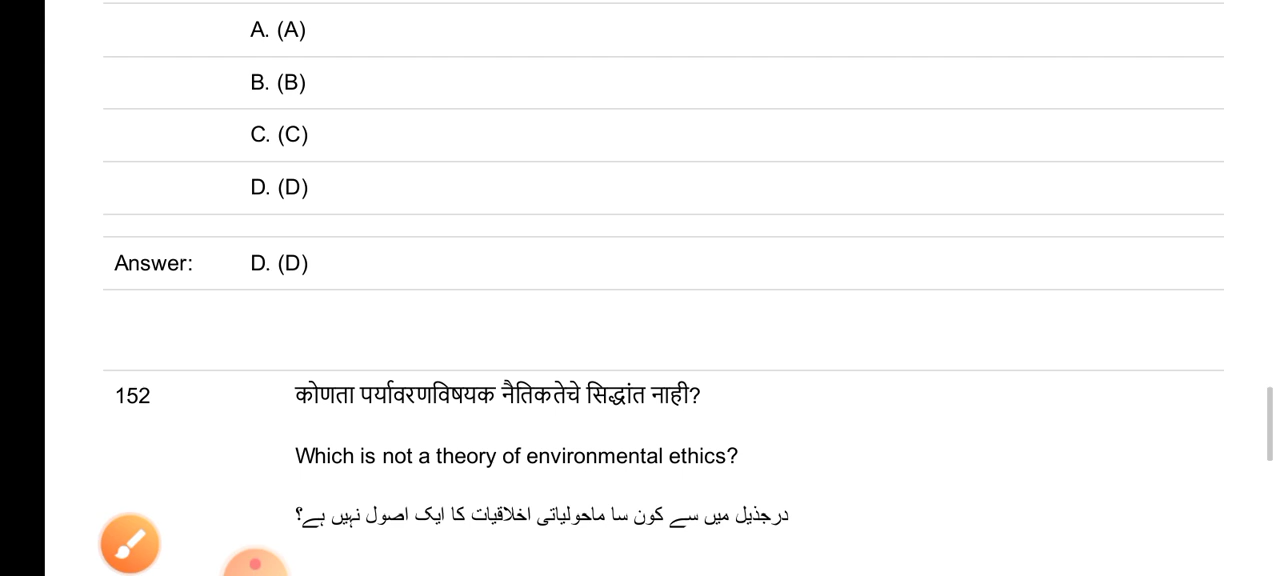 A. (A)
B. (B)
C. (C)
D. (D)
Answer: D. (D)
152 कोणता पर्यावरणविषयक नैतिकतेचे सिद्धांत नाही?
Which is not a theory of environmental ethics?
درجذیل میں سے کون سا ماحولیاتی اخلاقیات کا ایک اصول نہیں ہے؟